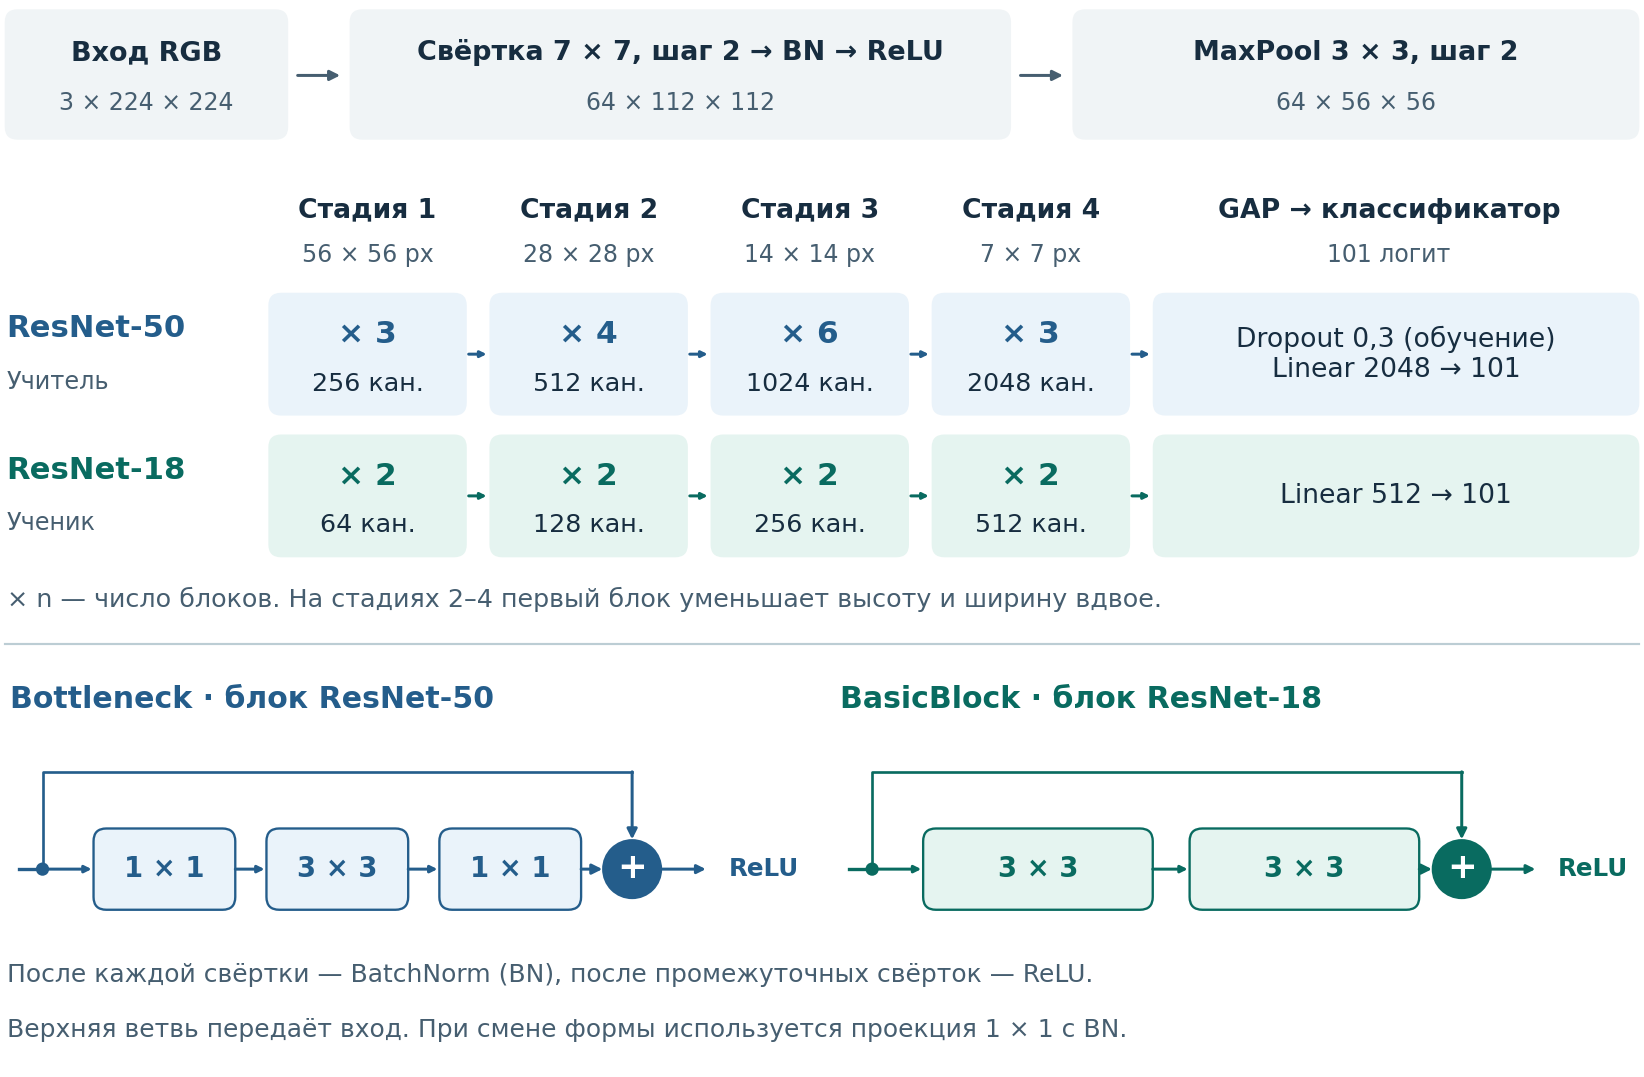 Вход RGB
3 × 224 × 224
Свёртка 7 × 7, шаг 2 → BN → ReLU
64 × 112 × 112
MaxPool 3 × 3, шаг 2
64 × 56 × 56
Стадия 1
56 × 56 px
Стадия 2
28 × 28 px
Стадия 3
14 × 14 px
Стадия 4
7 × 7 px
GAP → классификатор
101 логит
ResNet-50
Учитель
× 3
256 кан.
× 4
512 кан.
× 6
1024 кан.
× 3
2048 кан.
Dropout 0,3 (обучение)
Linear 2048 → 101
ResNet-18
Ученик
× 2
64 кан.
× 2
128 кан.
× 2
256 кан.
× 2
512 кан.
Linear 512 → 101
× n — число блоков. На стадиях 2–4 первый блок уменьшает высоту и ширину вдвое.
Bottleneck · блок ResNet-50
1 × 1
3 × 3
1 × 1
+
ReLU
BasicBlock · блок ResNet-18
3 × 3
3 × 3
+
ReLU
После каждой свёртки — BatchNorm (BN), после промежуточных свёрток — ReLU.
Верхняя ветвь передаёт вход. При смене формы используется проекция 1 × 1 с BN.